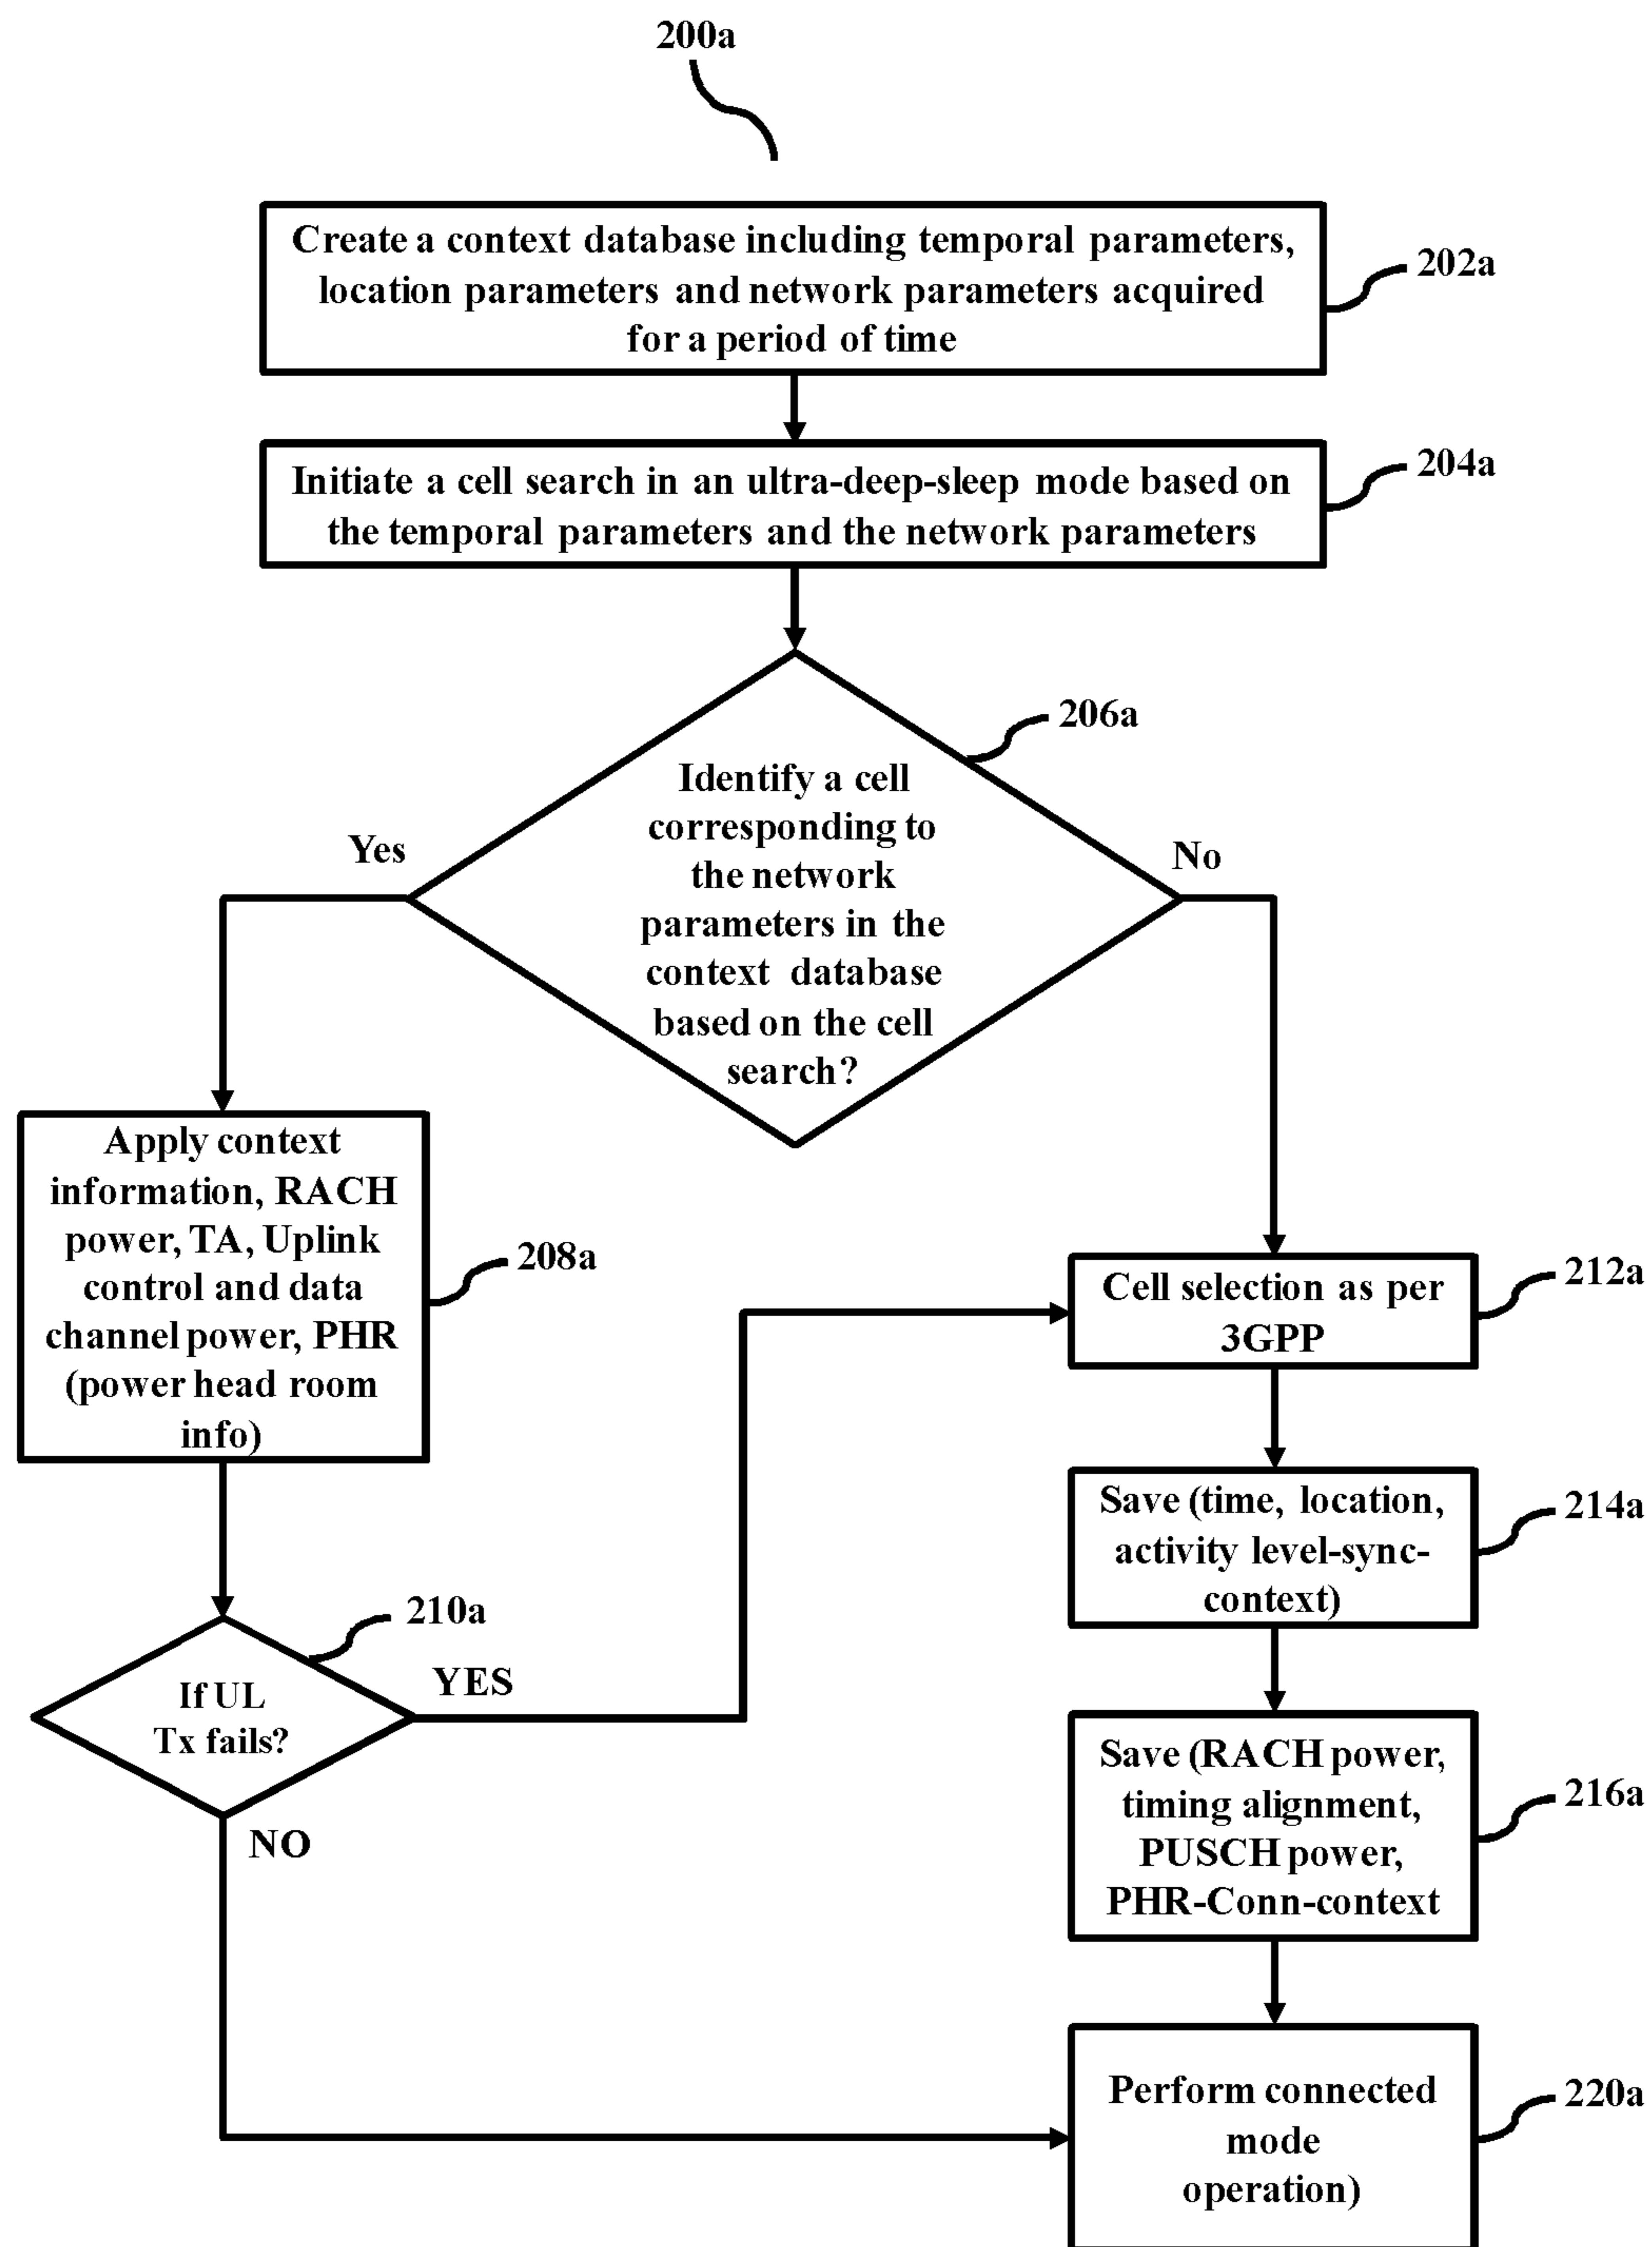 200a
Create a context database including temporal parameters,
location parameters and network parameters acquired
for a period of time
202a
Initiate a cell search in an ultra-deep-sleep mode based on
the temporal parameters and the network parameters
204a
206a
Identify a cell
corresponding to
the network
parameters in the
context database
based on the cell
search?
Yes
No
Apply context
information, RACH
power, TA, Uplink
control and data
channel power, PHR
(power head room
info)
208a
Cell selection as per
3GPP
212a
Save (time, location,
activity level-sync-
context)
214a
210a
If UL
Tx fails?
YES
NO
Save (RACH power,
timing alignment,
PUSCH power,
PHR-Conn-context
216a
Perform connected
mode
operation)
220a